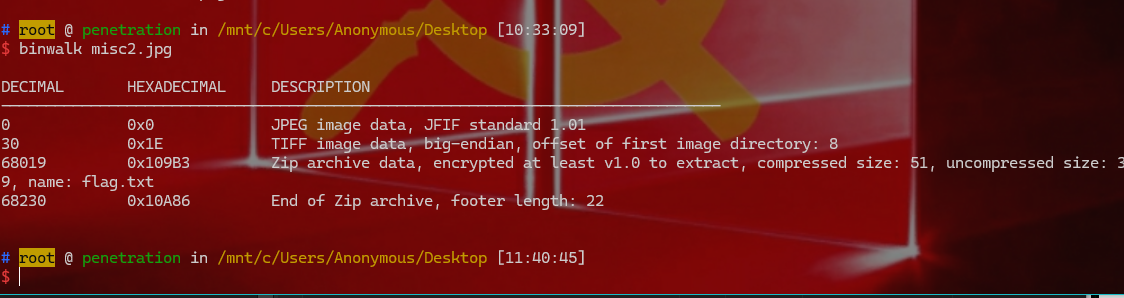 # root @ penetration in /mnt/c/Users/Anonymous/Desktop [10:33:09]
$ binwalk misc2.jpg
DECIMAL HEXADECIMAL DESCRIPTION
0 0x0 JPEG image data, JFIF standard 1.01
30 0x1E TIFF image data, big-endian, offset of first image directory: 8
68019 0x109B3 Zip archive data, encrypted at least v1.0 to extract, compressed size: 51, uncompressed size: 3
9, name: flag.txt
68230 0x10A86 End of Zip archive, footer length: 22
# root @ penetration in /mnt/c/Users/Anonymous/Desktop [11:40:45]
$